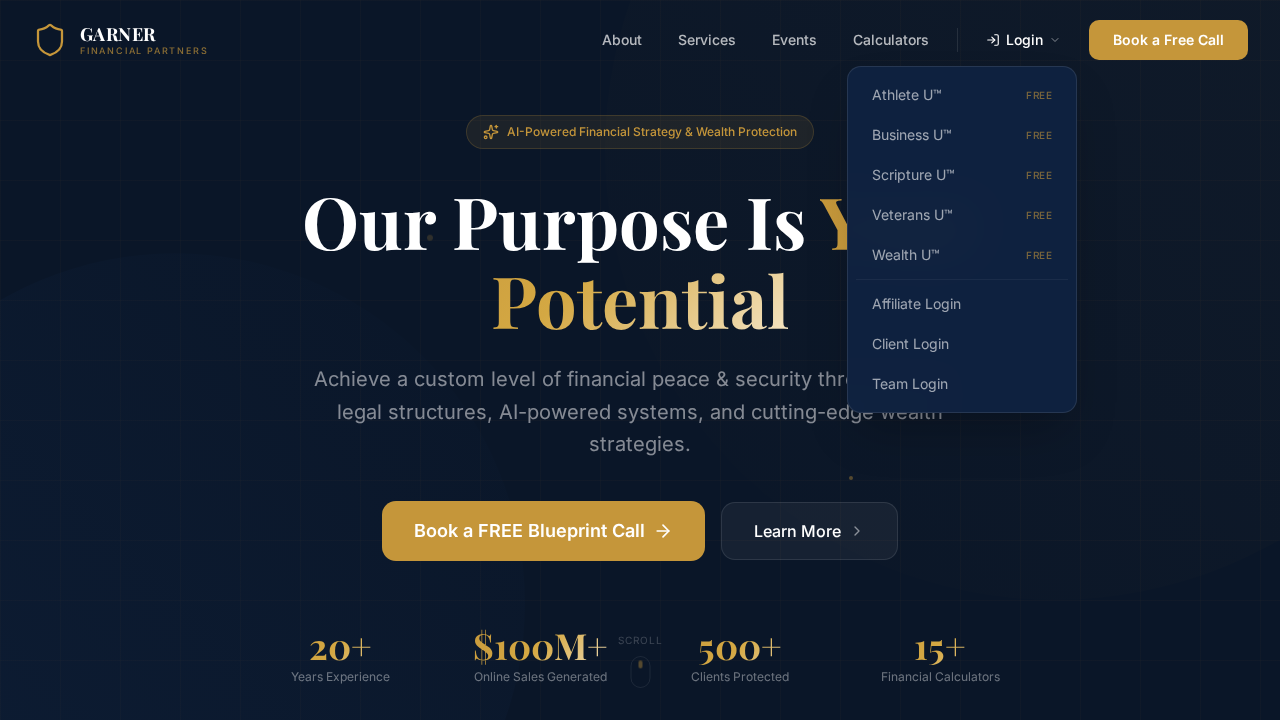 GARNER
FINANCIAL PARTNERS
About
Services
Events
Calculators
Login
Book a Free Call
Athlete U™ FREE
Business U™ FREE
Scripture U™ FREE
Veterans U™ FREE
Wealth U™ FREE
Affiliate Login
Client Login
Team Login
AI-Powered Financial Strategy & Wealth Protection
Our Purpose Is
Potential
Achieve a custom level of financial peace & security
legal structures, AI-powered systems, and cutting-edge wealth
strategies.
Book a FREE Blueprint Call
Learn More
20+
Years Experience
$100M+
Online Sales Generated
SCROLL
500+
Clients Protected
15+
Financial Calculators